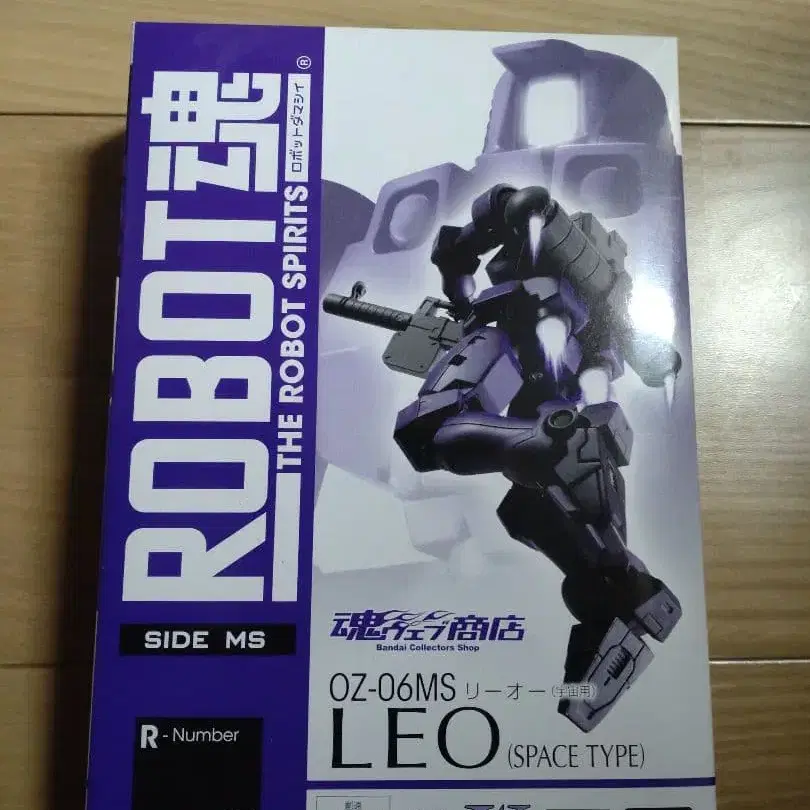 ROBOT魂
THE ROBOT SPIRITS
ロボットダマシイ
®
SIDE MS
R - Number
魂ウェブ商店
Bandai Collectors Shop
OZ-06MS リーオー(宇宙用)
LEO (SPACE TYPE)